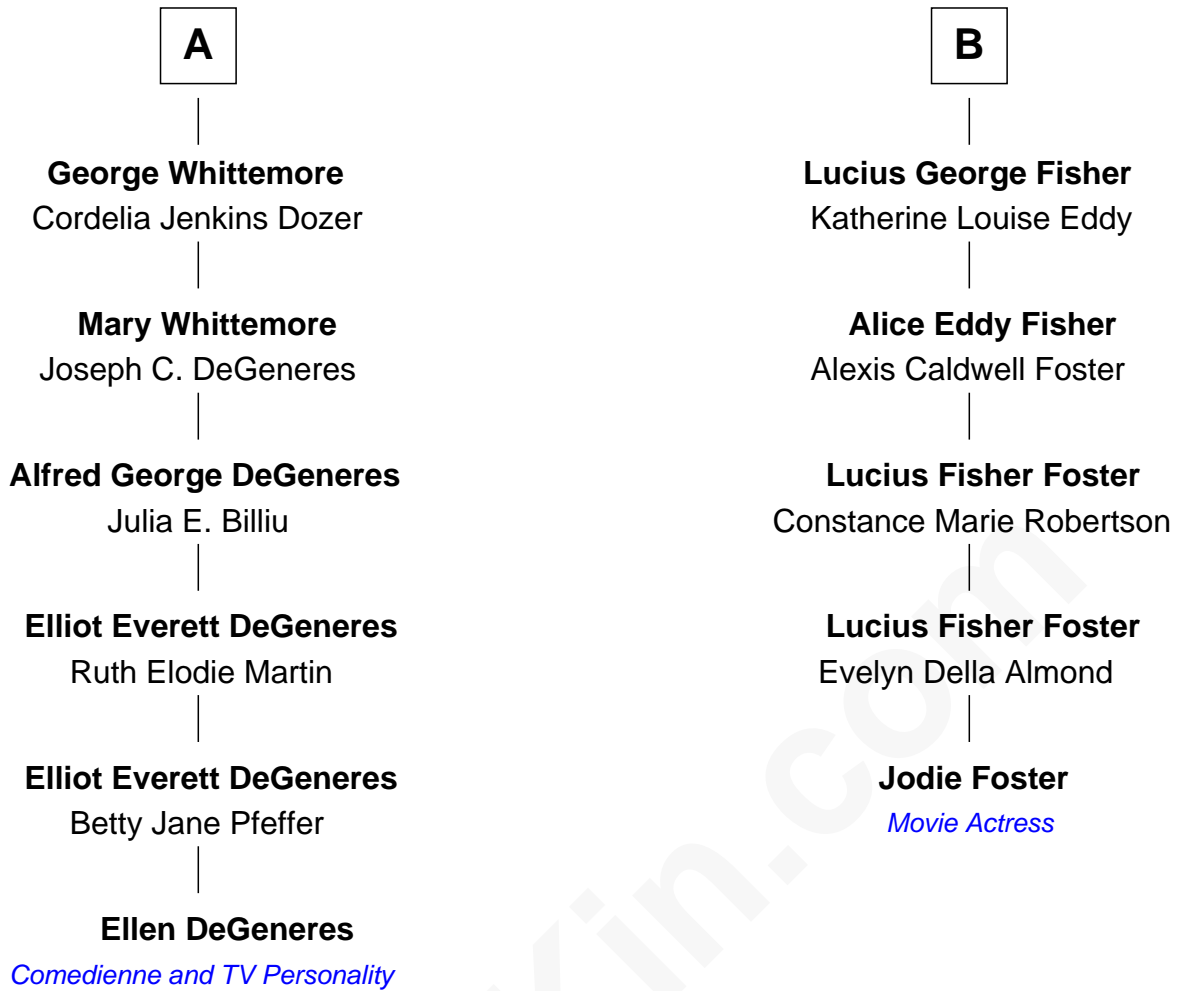 A
George Whittemore
Cordelia Jenkins Dozer
Mary Whittemore
Joseph C. DeGeneres
Alfred George DeGeneres
Julia E. Billiu
Elliot Everett DeGeneres
Ruth Elodie Martin
Elliot Everett DeGeneres
Betty Jane Pfeffer
Ellen DeGeneres
Comedienne and TV Personality
B
Lucius George Fisher
Katherine Louise Eddy
Alice Eddy Fisher
Alexis Caldwell Foster
Lucius Fisher Foster
Constance Marie Robertson
Lucius Fisher Foster
Evelyn Della Almond
Jodie Foster
Movie Actress